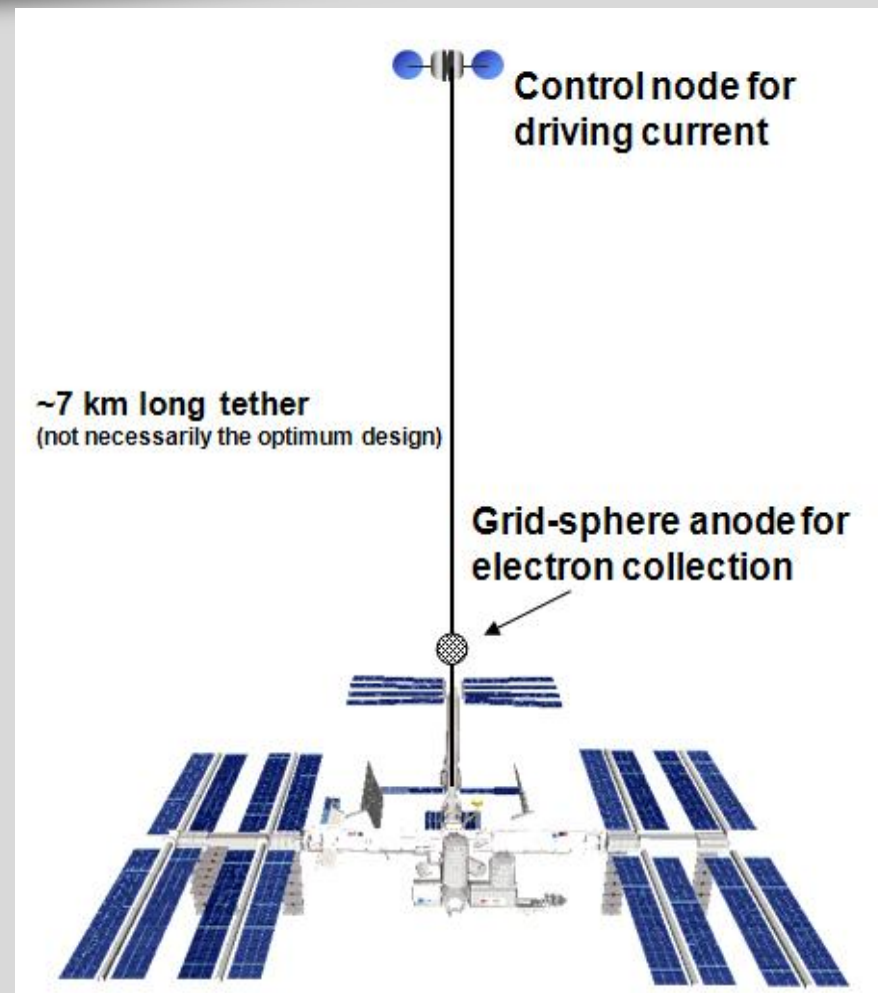 Control node for
driving current
~7 km long tether
(not necessarily the optimum design)
Grid-sphere anode for
electron collection